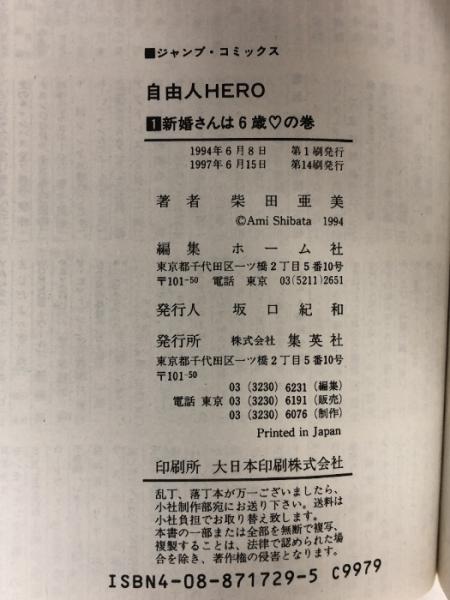 ■ジャンプ・コミックス
自由人HERO
1新婚さんは6歳♡の巻
1994年6月8日 第1刷発行
1997年6月15日 第14刷発行
著者 柴田亜美
©Ami Shibata 1994
編集 ホーム社
東京都千代田区一ツ橋2丁目5番10号
〒101-50 電話 東京 03(5211)2651
発行人 坂口紀和
発行所 株式会社 集英社
東京都千代田区一ツ橋2丁目5番10号
〒101-50
03(3230)6231(編集)
電話 東京 03(3230)6191(販売)
03(3230)6076(制作)
Printed in Japan
印刷所 大日本印刷株式会社
乱丁、落丁本が万一ございましたら、
小社制作部宛にお送り下さい。送料は
小社負担でお取り替え致します。
本書の一部または全部を無断で複写、
複製することは、法律で認められた場
合を除き、著作権の侵害となります。
ISBN4-08-871729-5 C9979